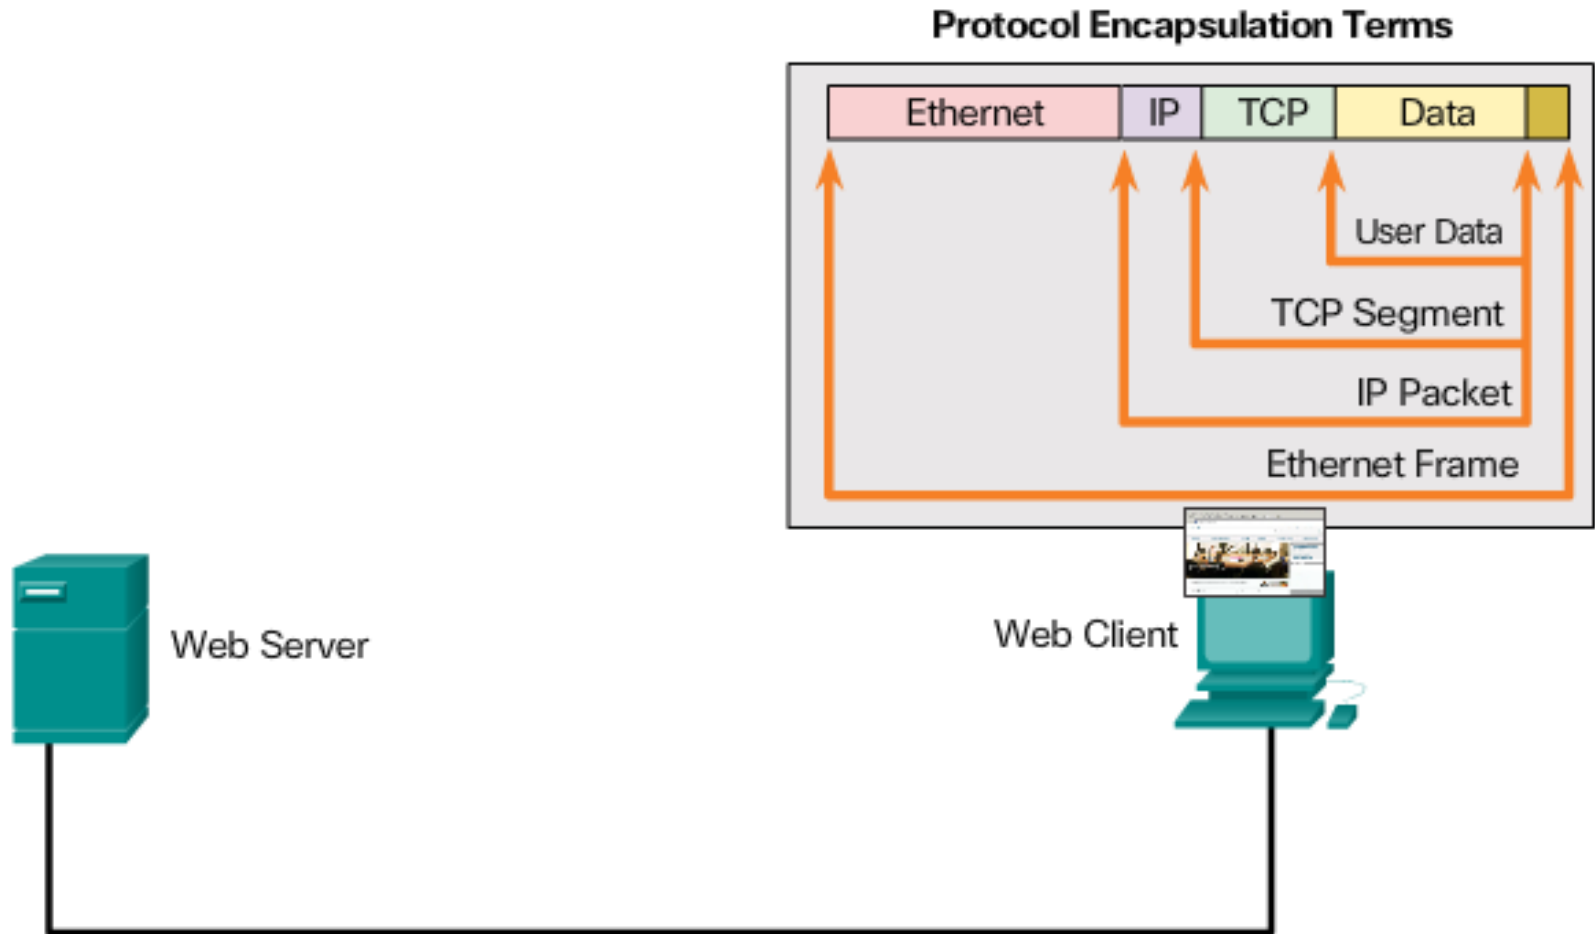 Protocol Encapsulation Terms
Ethernet IP TCP Data
User Data
TCP Segment
IP Packet
Ethernet Frame
Web Server
Web Client